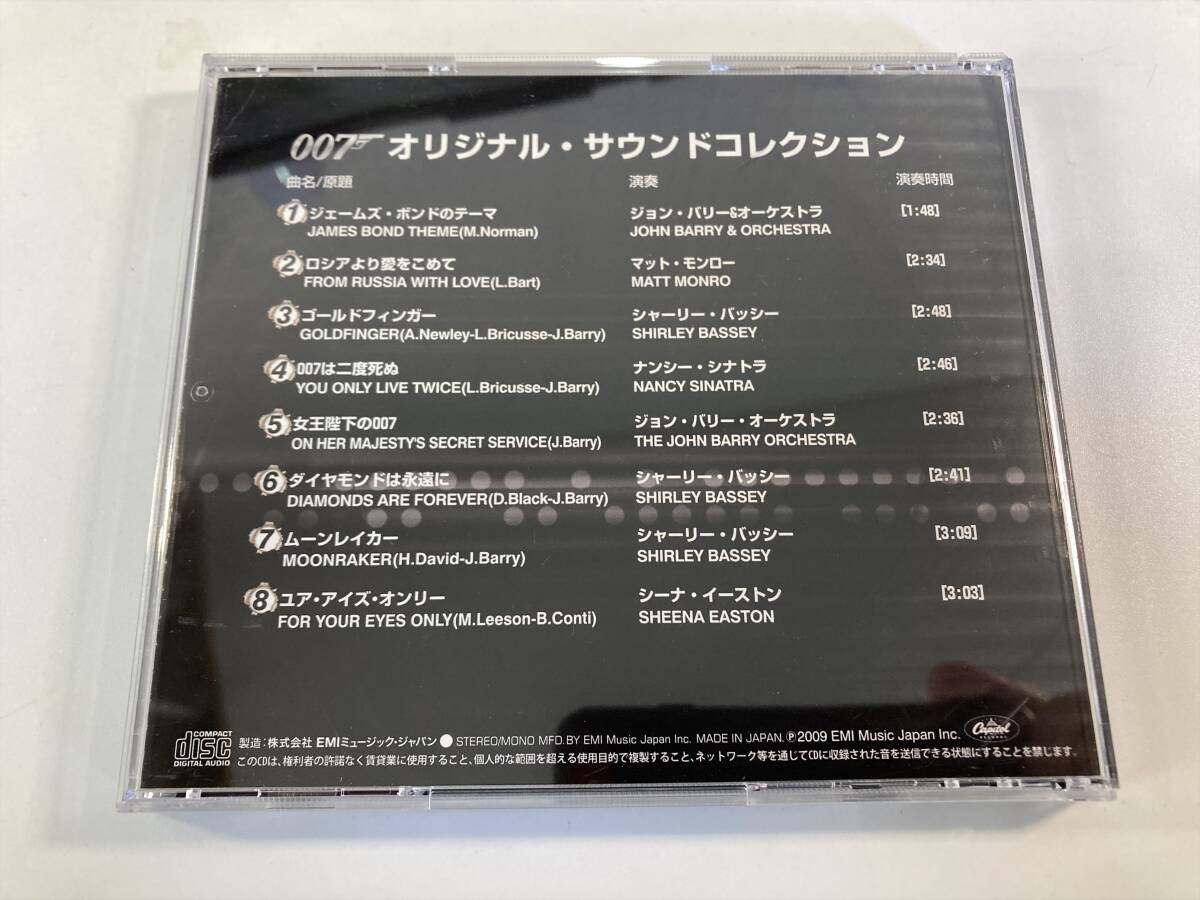 007 オリジナル・サウンドコレクション
曲名/原題 演奏 演奏時間
1 ジェームズ・ボンドのテーマ ジョン・バリー&オーケストラ [1:48]
JAMES BOND THEME(M.Norman) JOHN BARRY & ORCHESTRA
2 ロシアより愛をこめて マット・モンロー [2:34]
FROM RUSSIA WITH LOVE(L.Bart) MATT MONRO
3 ゴールドフィンガー シャーリー・バッシー [2:48]
GOLDFINGER(A.Newley-L.Bricusse-J.Barry) SHIRLEY BASSEY
4 007は二度死ぬ ナンシー・シナトラ [2:46]
YOU ONLY LIVE TWICE(L.Bricusse-J.Barry) NANCY SINATRA
5 女王陛下の007 ジョン・バリー・オーケストラ [2:36]
ON HER MAJESTY'S SECRET SERVICE(J.Barry) THE JOHN BARRY ORCHESTRA
6 ダイヤモンドは永遠に シャーリー・バッシー [2:41]
DIAMONDS ARE FOREVER(D.Black-J.Barry) SHIRLEY BASSEY
7 ムーンレイカー シャーリー・バッシー [3:09]
MOONRAKER(H.David-J.Barry) SHIRLEY BASSEY
8 ユア・アイズ・オンリー シーナ・イーストン [3:03]
FOR YOUR EYES ONLY(M.Leeson-B.Conti) SHEENA EASTON
COMPACT disc DIGITAL AUDIO
製造:株式会社 EMIミュージック・ジャパン ● STEREO/MONO MFD.BY EMI Music Japan Inc. MADE IN JAPAN. ℗2009 EMI Music Japan Inc. Capitol RECORDS
このCDは、権利者の許諾なく賃貸業に使用すること、個人的な範囲を超える使用目的で複製すること、ネットワーク等を通じてCDに収録された音を送信できる状態にすることを禁じます.